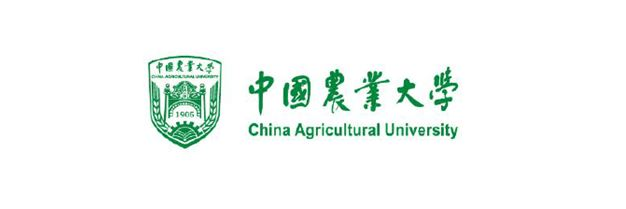 中國農業大學
CHINA AGRICULTURAL UNIVERSITY
1905
中國農業大學
China Agricultural University